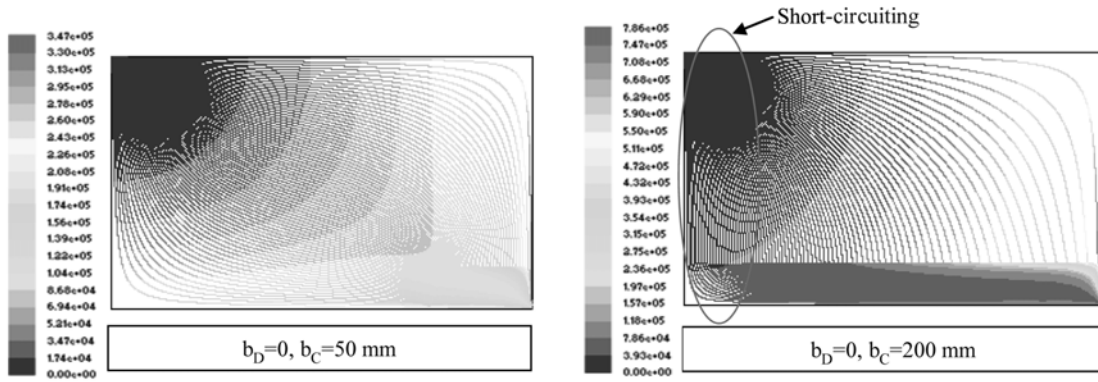 Short-circuiting
3.47e+05
3.30e+05
3.13e+05
2.95e+05
2.78e+05
2.60e+05
2.43e+05
2.26e+05
2.08e+05
1.91e+05
1.74e+05
1.56e+05
1.39e+05
1.22e+05
1.04e+05
8.68e+04
6.94e+04
5.21e+04
3.47e+04
1.74e+04
0.00e+00
b_D=0, b_C=50 mm
7.86e+05
7.47e+05
7.08e+05
6.68e+05
6.29e+05
5.90e+05
5.50e+05
5.11e+05
4.72e+05
4.32e+05
3.93e+05
3.54e+05
3.15e+05
2.75e+05
2.36e+05
1.97e+05
1.57e+05
1.18e+05
7.86e+04
3.93e+04
0.00e+00
b_D=0, b_C=200 mm